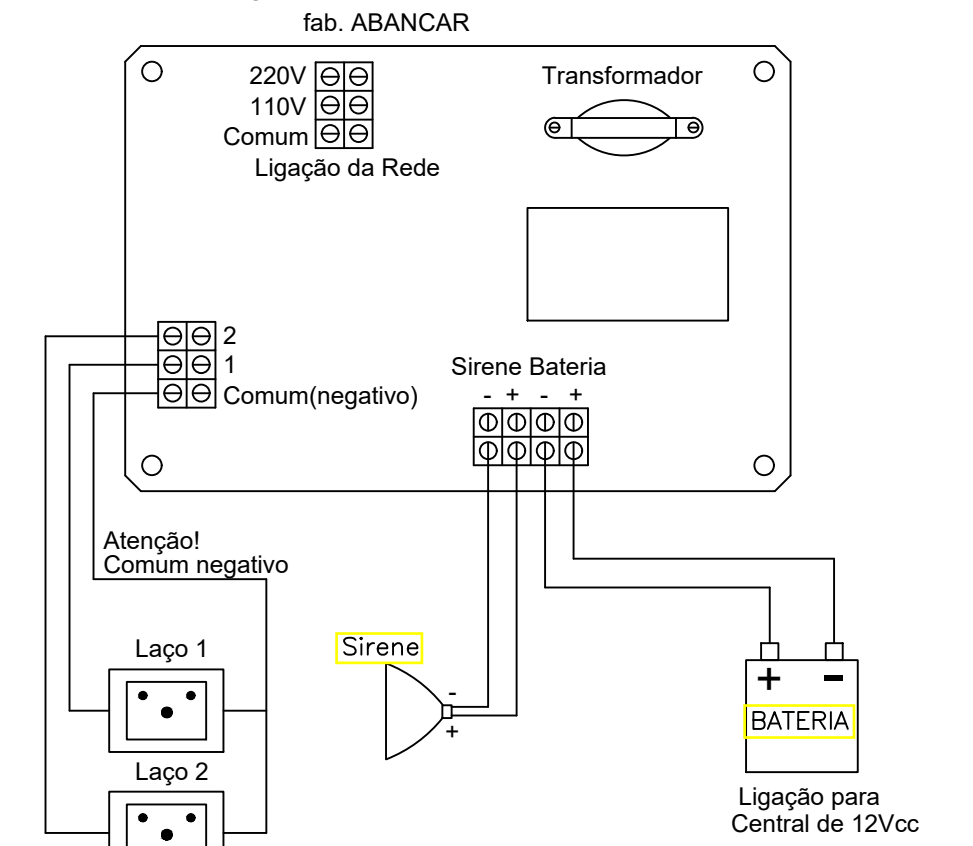 fab. ABANCAR
220V
110V
Comum
Ligação da Rede
Transformador
2
1
Comum(negativo)
Sirene Bateria
- + - +
Atenção!
Comum negativo
Laço 1
Laço 2
Sirene
-
+
+ -
BATERIA
Ligação para
Central de 12Vcc